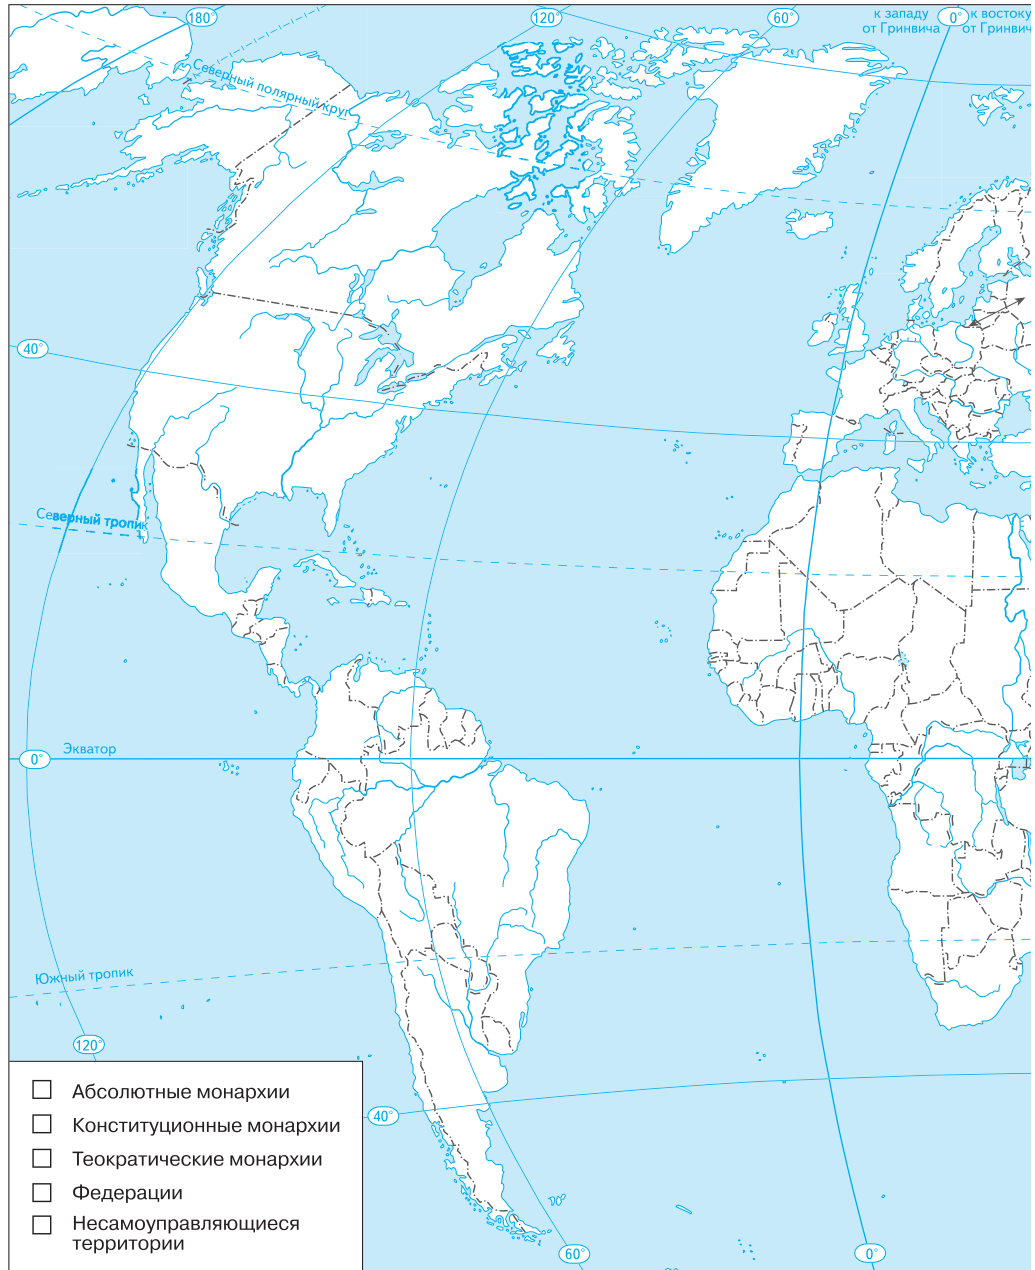 180°
120°
60°
к западу
от Гринвича
0°
к востоку
от Гринвич
Северный полярный круг
40°
Северный тропик
Экватор
0°
Южный тропик
120°
40°
60°
0°
Абсолютные монархии
Конституционные монархии
Теократические монархии
Федерации
Несамоуправляющиеся
территории